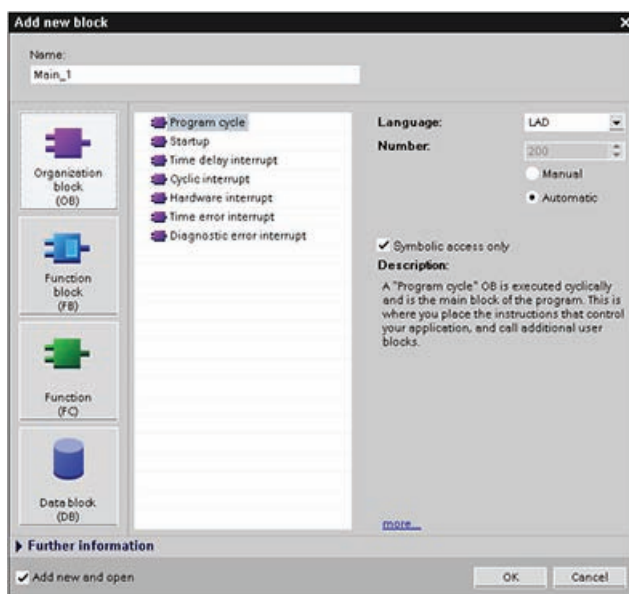 Add new block
Name:
Main_1
Organization
block
(OB)
Function
block
(FB)
Function
(FC)
Data block
(DB)
Program cycle
Startup
Time delay interrupt
Cyclic interrupt
Hardware interrupt
Time error interrupt
Diagnostic error interrupt
Language:
LAD
Number:
200
Manual
Automatic
Symbolic access only
Description:
A "Program cycle" OB is executed cyclically
and is the main block of the program. This is
where you place the instructions that control
your application, and call additional user
blocks.
more...
Further information
Add new and open
OK
Cancel